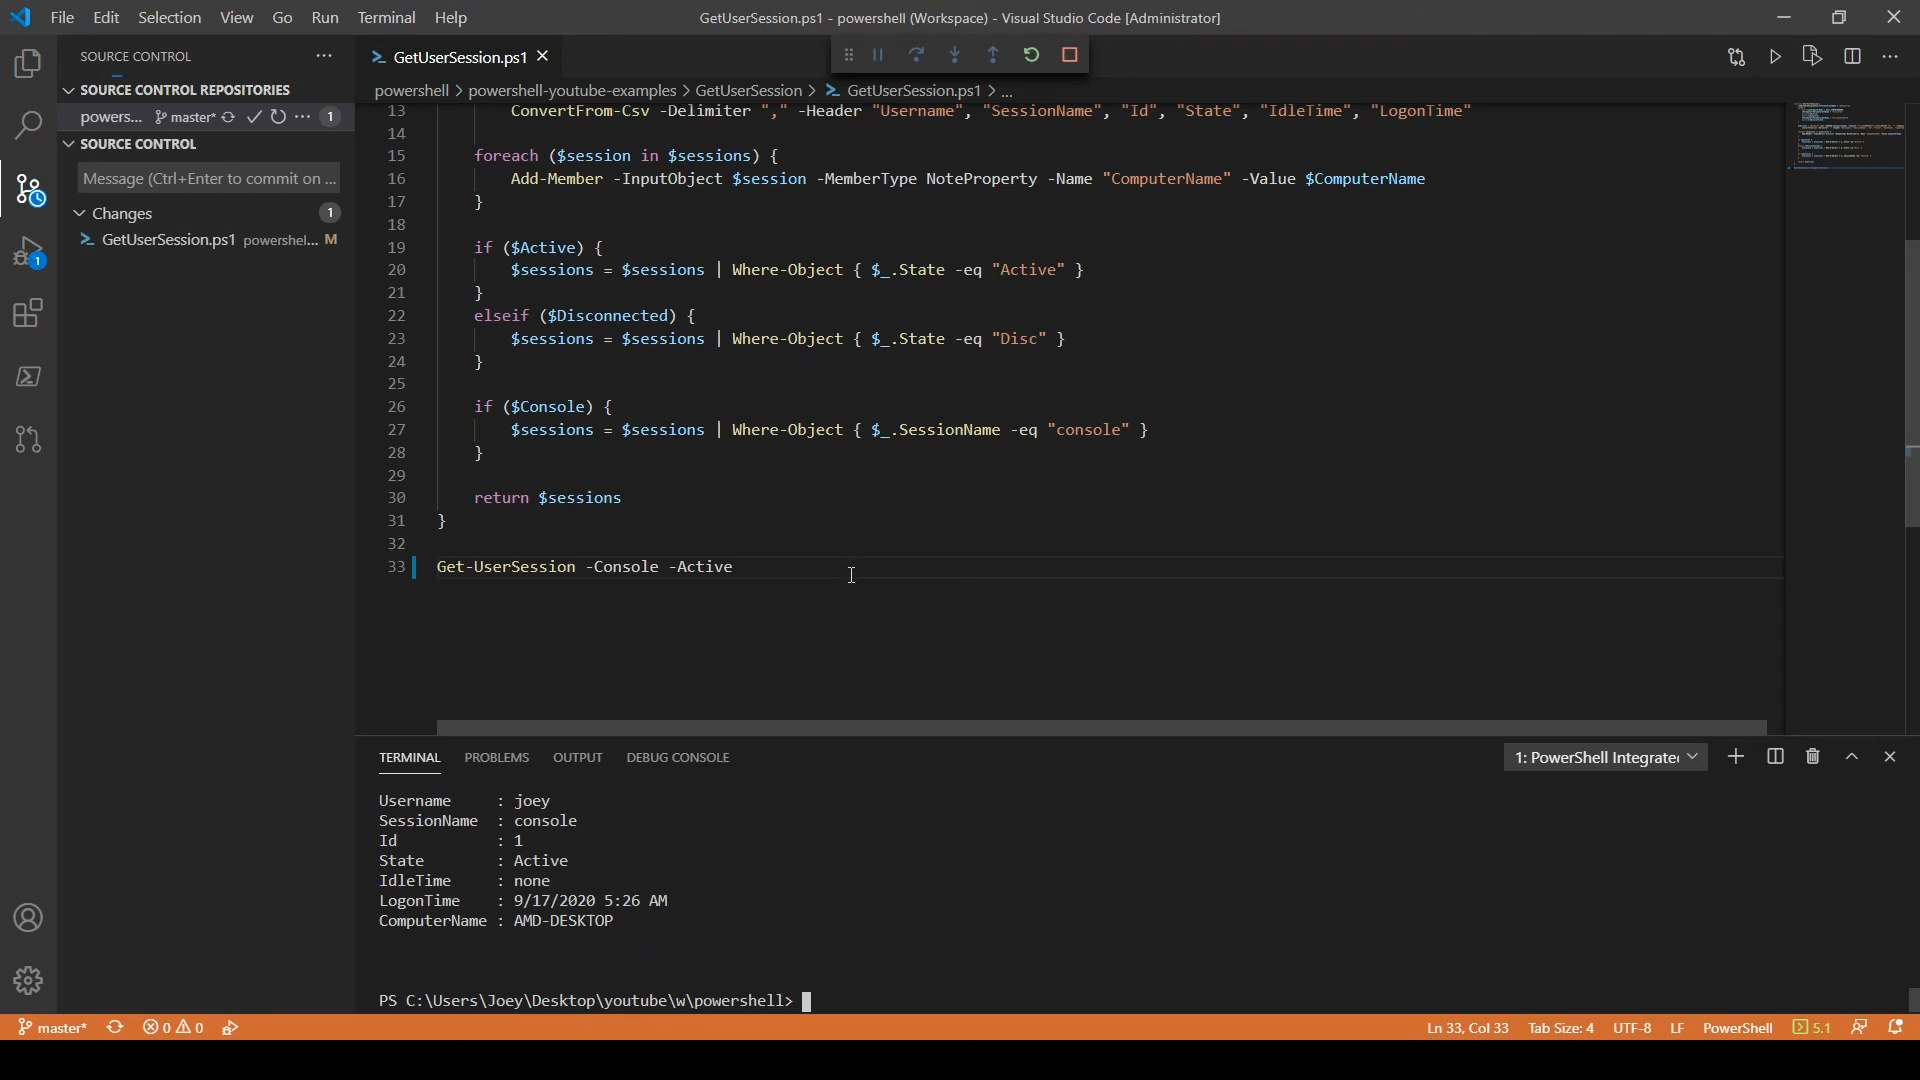 File Edit Selection View Go Run Terminal Help
GetUserSession.ps1 - powershell (Workspace) - Visual Studio Code [Administrator]
SOURCE CONTROL
SOURCE CONTROL REPOSITORIES
powers... master* 1
SOURCE CONTROL
Message (Ctrl+Enter to commit on ...
Changes 1
GetUserSession.ps1 powershel... M
1
GetUserSession.ps1
powershell > powershell-youtube-examples > GetUserSession > GetUserSession.ps1 > ...
13 ConvertFrom-Csv -Delimiter "," -Header "Username", "SessionName", "Id", "State", "IdleTime", "LogonTime"
14
15 foreach ($session in $sessions) {
16 Add-Member -InputObject $session -MemberType NoteProperty -Name "ComputerName" -Value $ComputerName
17 }
18
19 if ($Active) {
20 $sessions = $sessions | Where-Object { $_.State -eq "Active" }
21 }
22 elseif ($Disconnected) {
23 $sessions = $sessions | Where-Object { $_.State -eq "Disc" }
24 }
25
26 if ($Console) {
27 $sessions = $sessions | Where-Object { $_.SessionName -eq "console" }
28 }
29
30 return $sessions
31 }
32
33 Get-UserSession -Console -Active
TERMINAL PROBLEMS OUTPUT DEBUG CONSOLE
1: PowerShell Integrate
Username : joey
SessionName : console
Id : 1
State : Active
IdleTime : none
LogonTime : 9/17/2020 5:26 AM
ComputerName : AMD-DESKTOP
PS C:\Users\Joey\Desktop\youtube\w\powershell>
master* 0 0
Ln 33, Col 33 Tab Size: 4 UTF-8 LF PowerShell 5.1